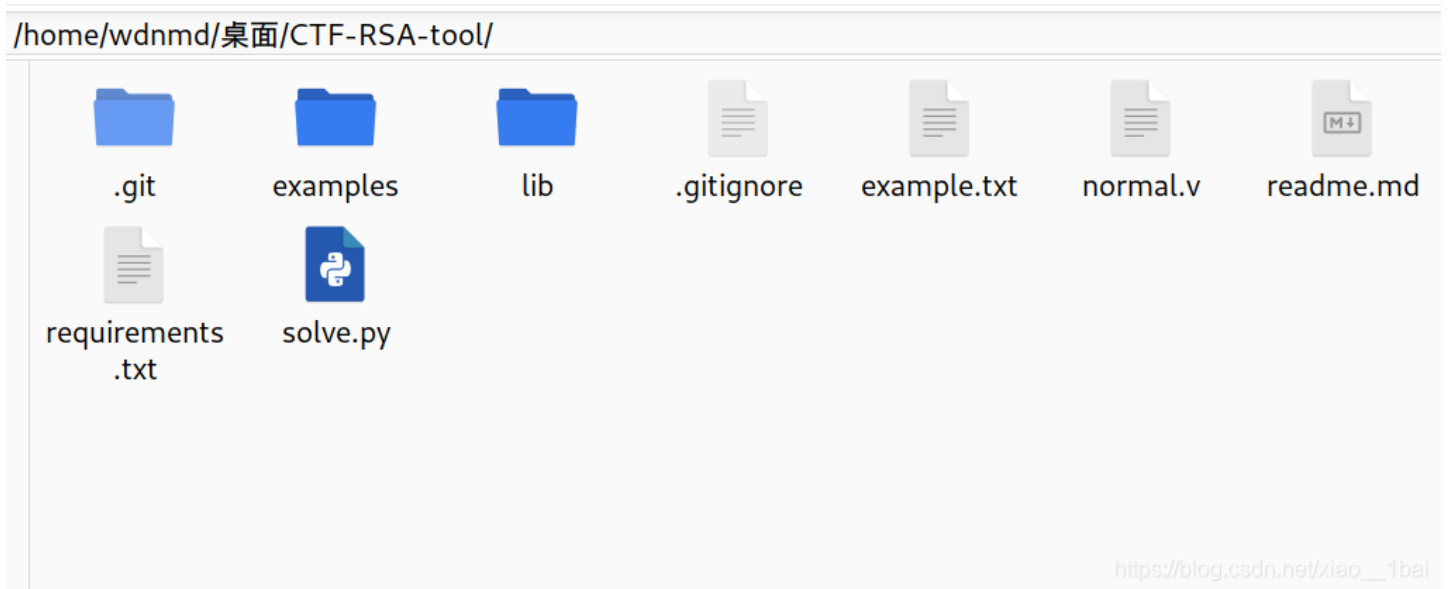 /home/wdnmd/桌面/CTF-RSA-tool/
.git examples lib .gitignore example.txt normal.v readme.md
requirements solve.py
.txt
https://blog.csdn.net/xiao__1bai